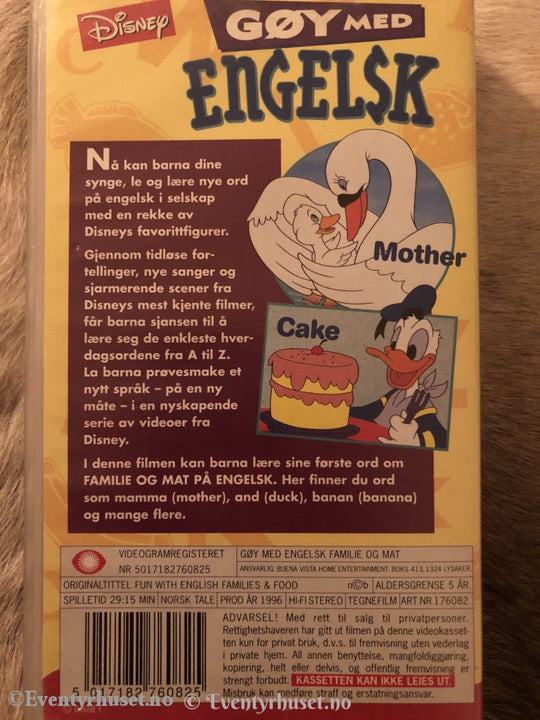 Disney
GØY MED
ENGELSK
Nå kan barna dine
synge, le og lære nye ord
på engelsk i selskap
med en rekke av
Disneys favorittfigurer.
Gjennom tidløse for-
tellinger, nye sanger og
sjarmerende scener fra
Disneys mest kjente filmer,
får barna sjansen til å
lære seg de enkleste hver-
dagsordene fra A til Z.
La barna prøvesmake et
nytt språk – på en ny
måte – i en nyskapende
serie av videoer fra
Disney.
Mother
Cake
I denne filmen kan barna lære sine første ord om
FAMILIE OG MAT PÅ ENGELSK. Her finner du ord
som mamma (mother), and (duck), banan (banana)
og mange flere.
VIDEOGRAMREGISTERET
NR 5017182760825
GØY MED ENGELSK FAMILIE OG MAT
ANSVARLIG: BUENA VISTA HOME ENTERTAINMENT. BOKS 413, 1324 LYSAKER.
ORIGINALTITTEL FUN WITH ENGLISH FAMILIES & FOOD
n©b
ALDERSGRENSE 5 ÅR
SPILLETID 29:15 MIN
NORSK TALE
PROD ÅR 1996
HI-FI STEREO
TEGNEFILM
ART NR 176082
ADVARSEL! Med rett til salg til privatpersoner.
Rettighetshaveren har gitt ut filmen på denne videokasset-
ten kun for privat bruk, d.v.s. til fremvisning uten vederlag
i private hjem. All annen benyttelse, mangfoldiggjøring,
kopiering, helt eller delvis, og offentlig fremvisning er
strengt forbudt. KASSETTEN KAN IKKE LEIES UT.
Misbruk kan medføre straff og erstatningsansvar.
5 017182 760825
© DISNEY
©Eventyrhuset.no
©Eventyrhuset.no